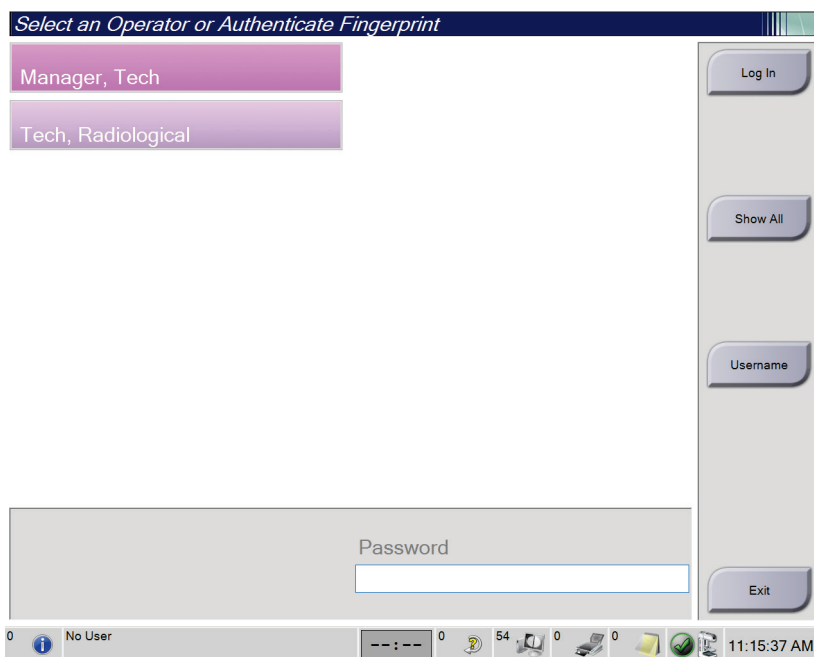 Select an Operator or Authenticate Fingerprint
Manager, Tech
Log In
Tech, Radiological
Show All
Username
Password
Exit
0 No User --:-- 0 54 0 0 11:15:37 AM